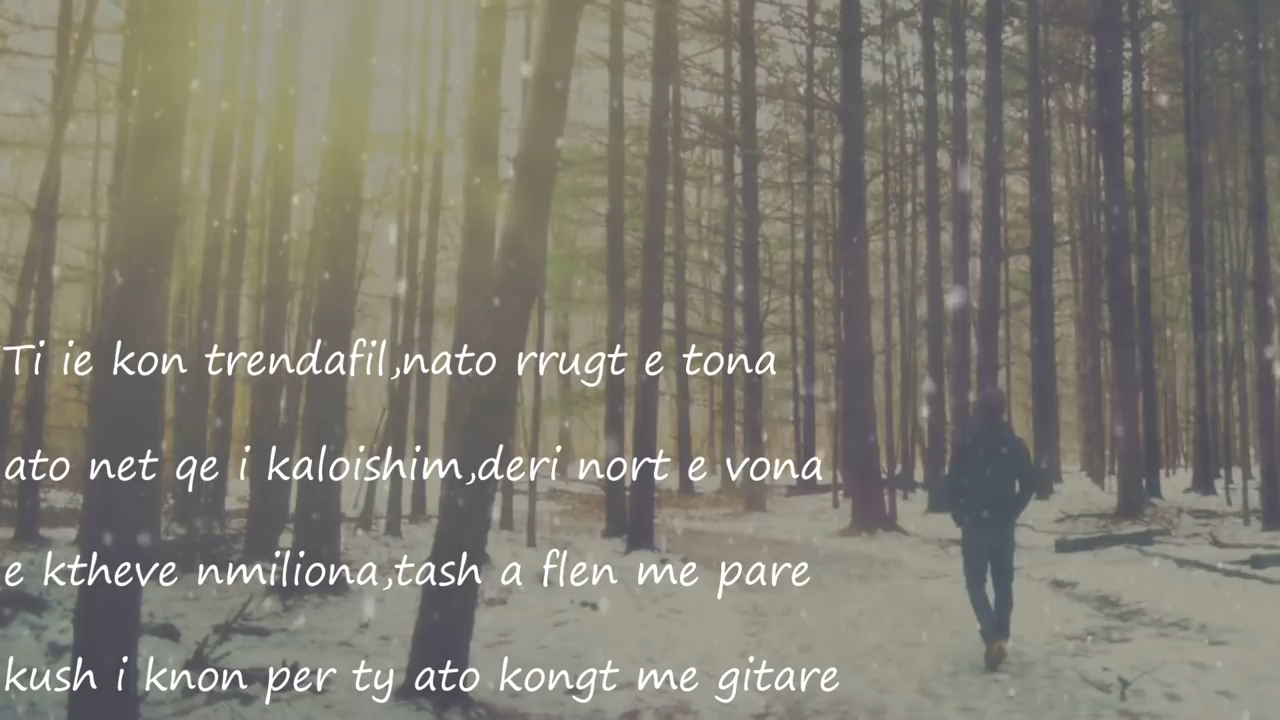 Ti ie kon trendafil,nato rrugt e tona
ato net qe i kaloishim,deri nort e vona
e ktheve nmiliona,tash a flen me pare
kush i knon per ty ato kongt me gitare